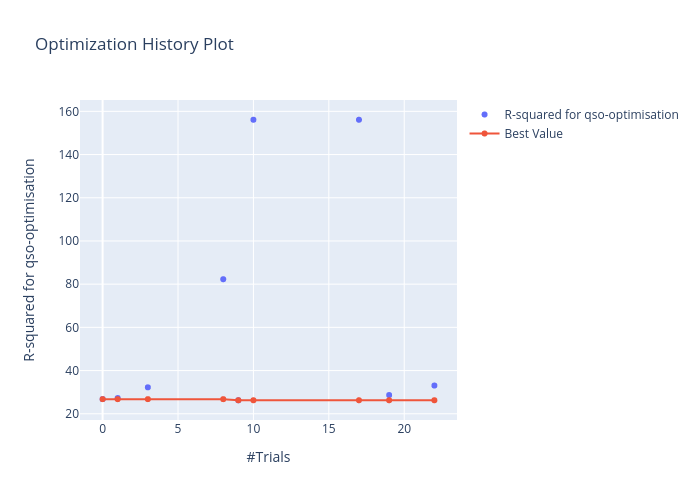 Optimization History Plot
R-squared for qso-optimisation
Best Value
160
140
120
100
80
60
40
20
R-squared for qso-optimisation
0 5 10 15 20
#Trials